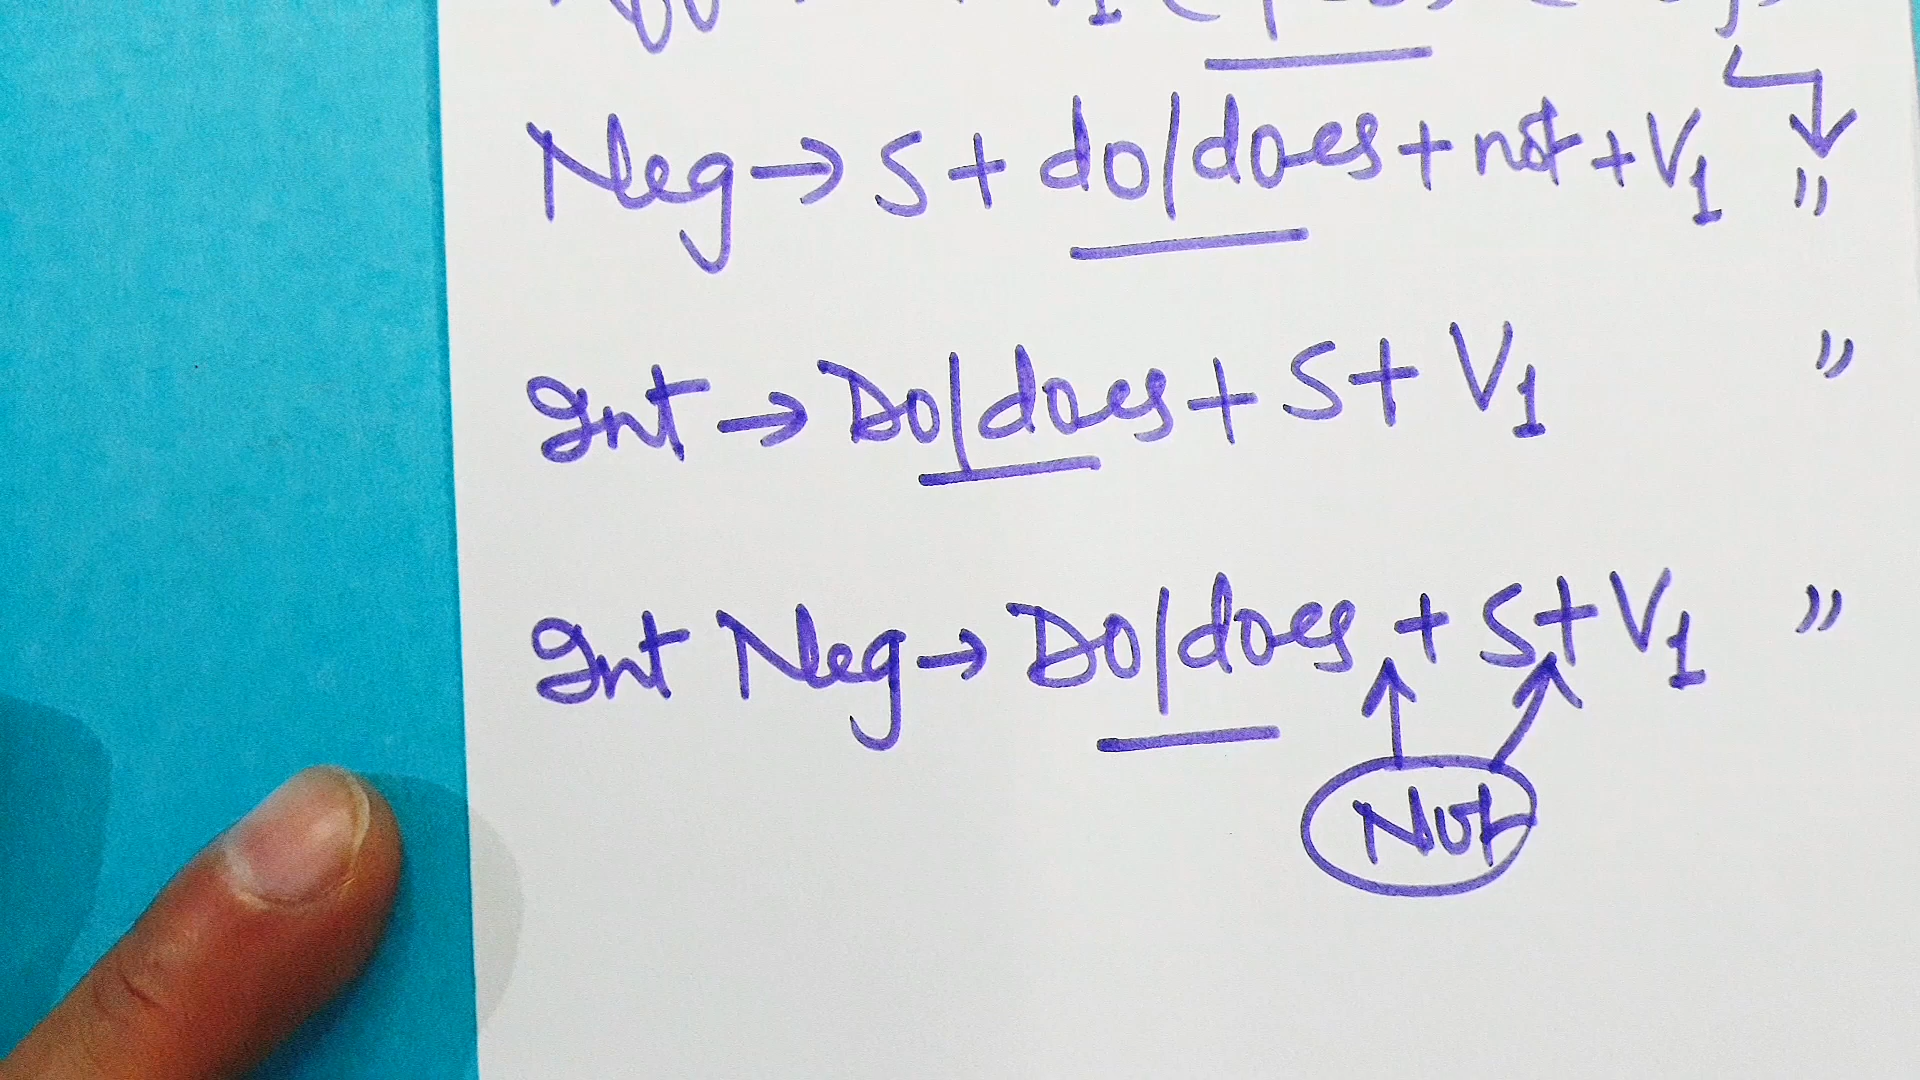 Neg → S + do/does + not + V1 "
Int → Do/does + S + V1 "
Int Neg → Do/does + S + V1 "
Not